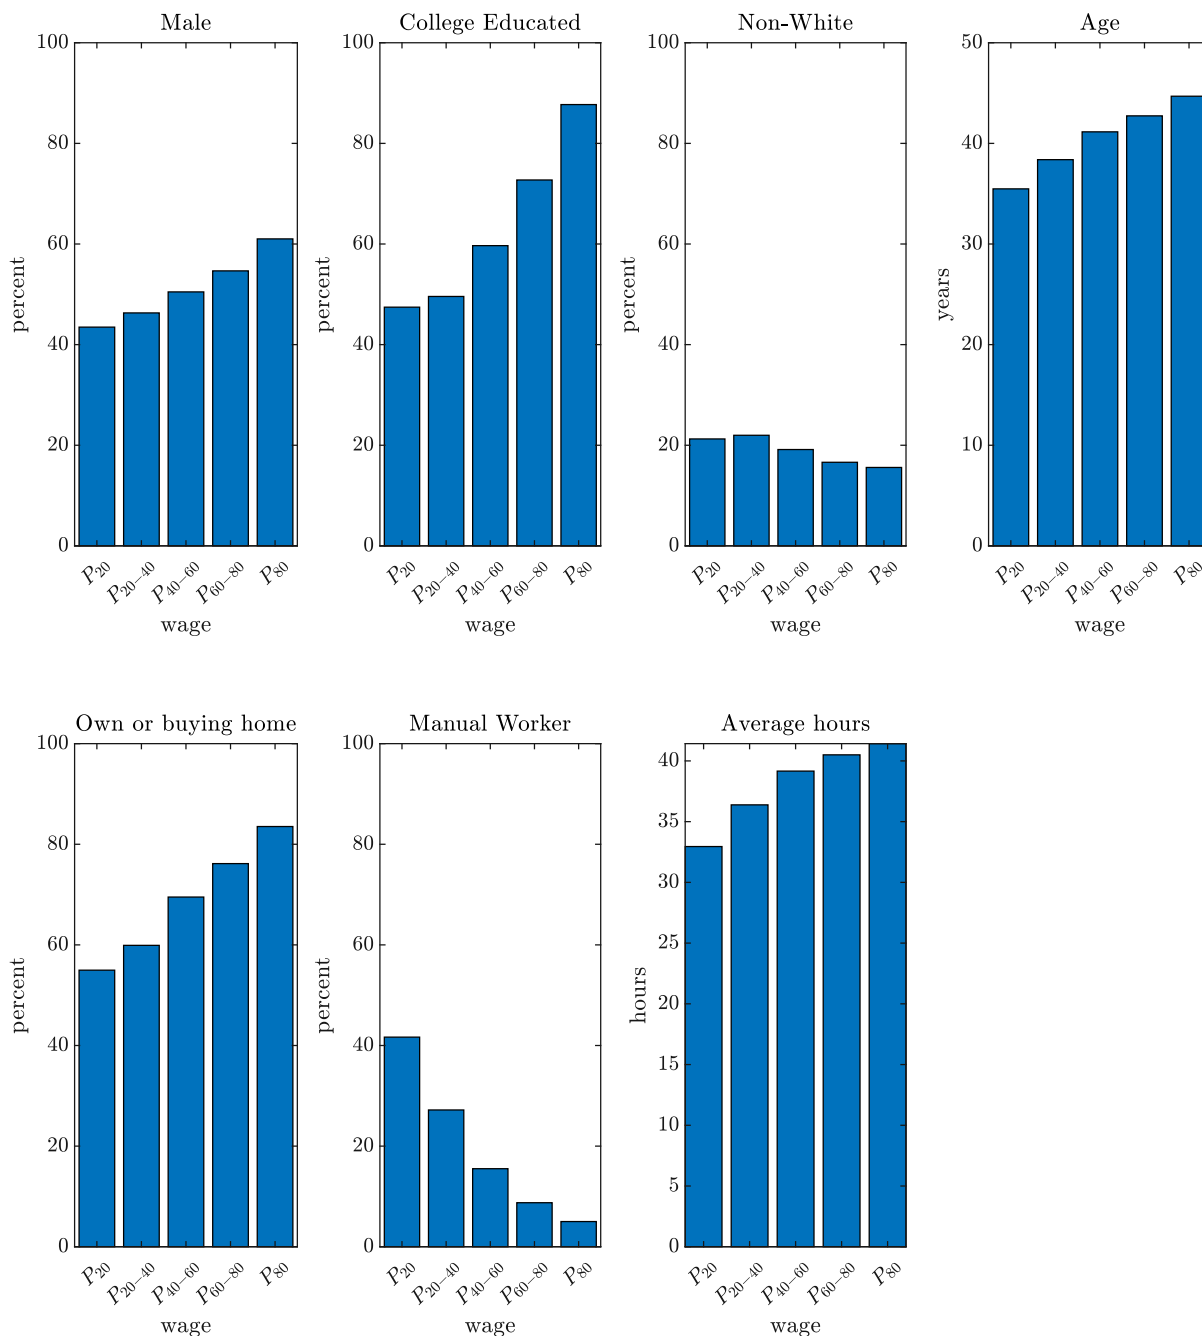 Male
100
80
60
40
20
0
percent
P20
P20−40
P40−60
P60−80
P80
wage
College Educated
100
80
60
40
20
0
percent
P20
P20−40
P40−60
P60−80
P80
wage
Non-White
100
80
60
40
20
0
percent
P20
P20−40
P40−60
P60−80
P80
wage
Age
50
40
30
20
10
0
years
P20
P20−40
P40−60
P60−80
P80
wage
Own or buying home
100
80
60
40
20
0
percent
P20
P20−40
P40−60
P60−80
P80
wage
Manual Worker
100
80
60
40
20
0
percent
P20
P20−40
P40−60
P60−80
P80
wage
Average hours
40
35
30
25
20
15
10
5
0
hours
P20
P20−40
P40−60
P60−80
P80
wage